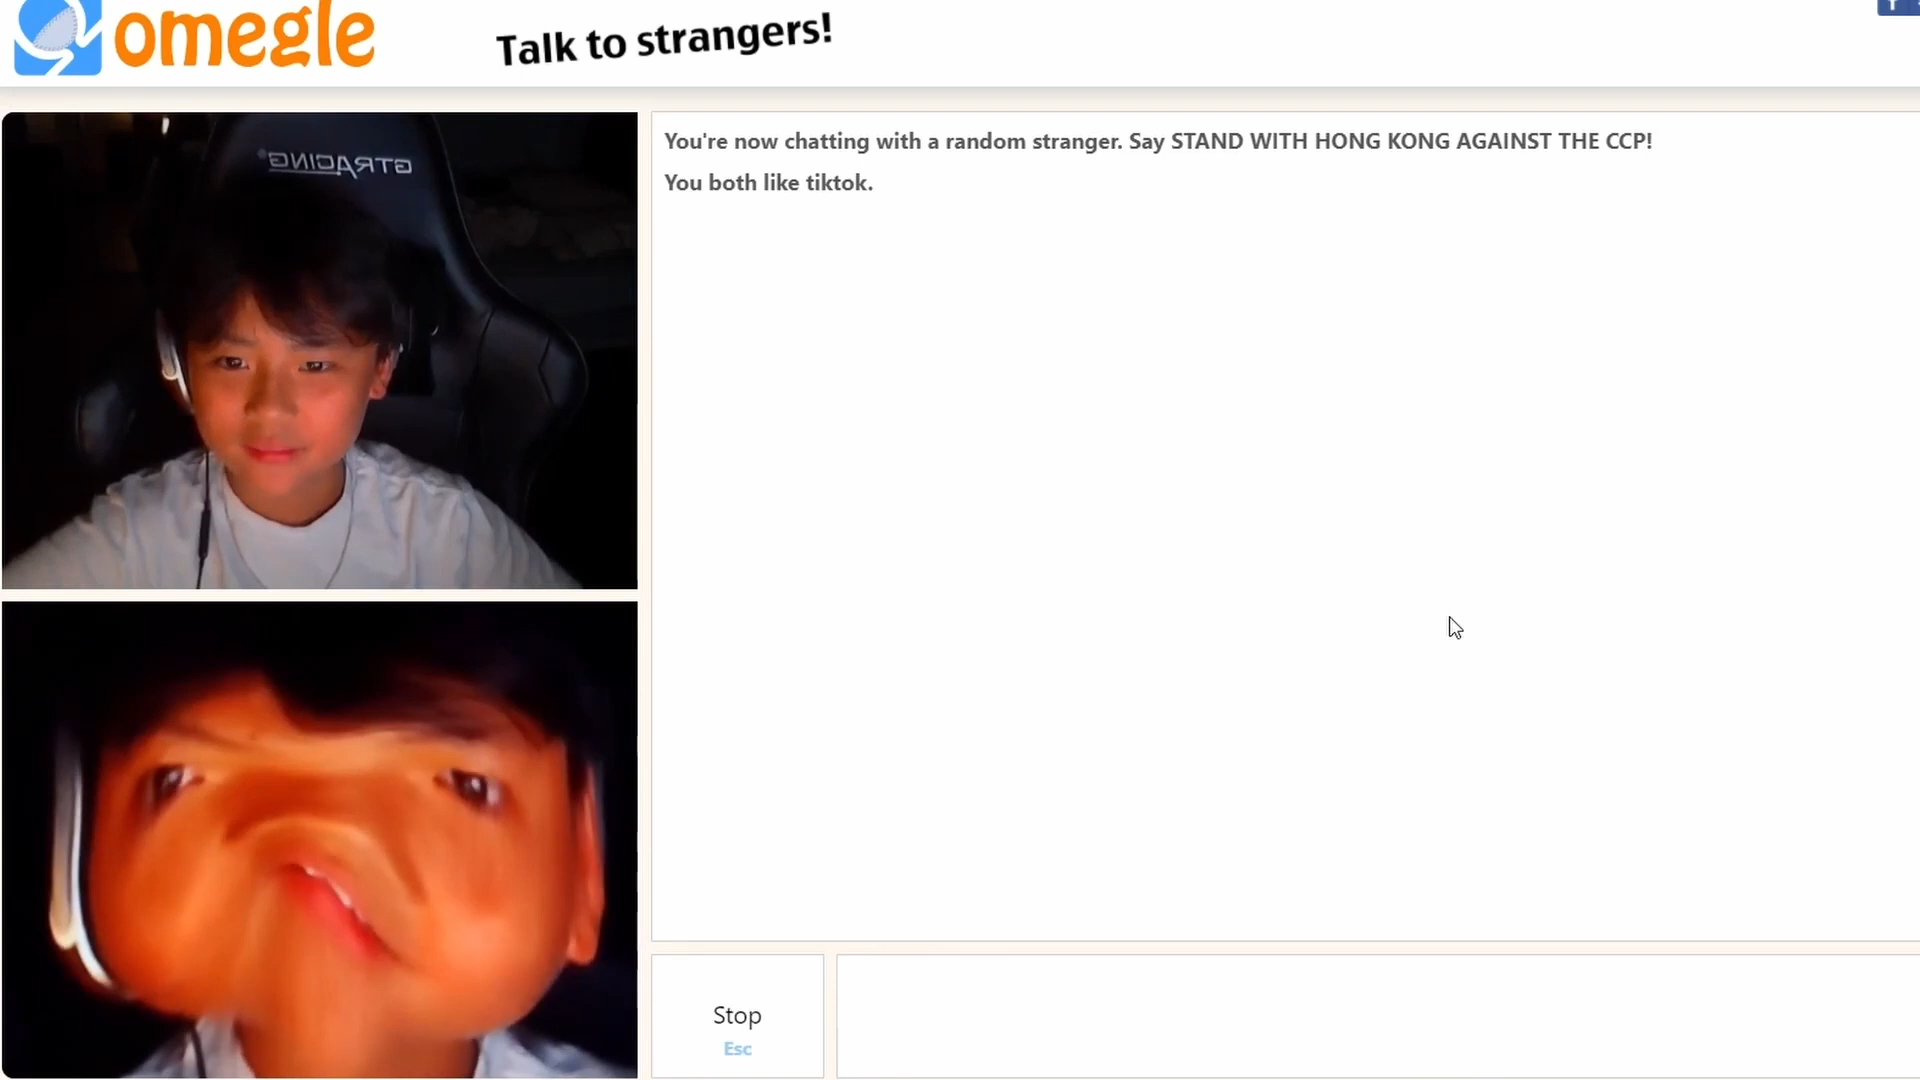 omegle
Talk to strangers!
GTRACING®
You're now chatting with a random stranger. Say STAND WITH HONG KONG AGAINST THE CCP!
You both like tiktok.
Stop
Esc